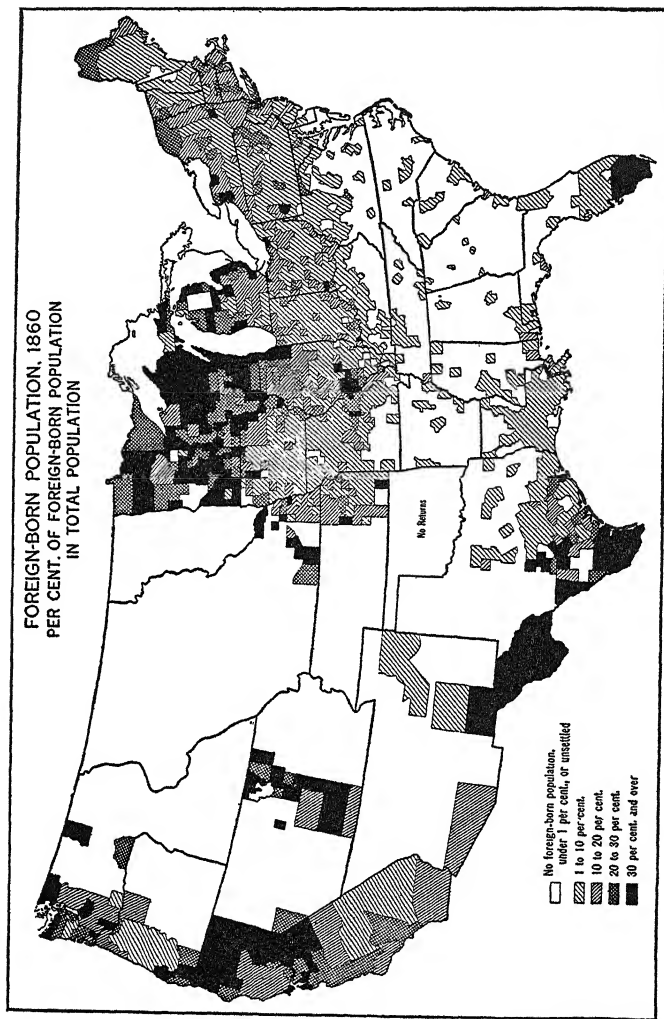 FOREIGN-BORN POPULATION, 1860
PER CENT. OF FOREIGN-BORN POPULATION
IN TOTAL POPULATION
No Returns
No foreign-born population,
under 1 per cent., or unsettled
1 to 10 per cent.
10 to 20 per cent.
20 to 30 per cent.
30 per cent. and over